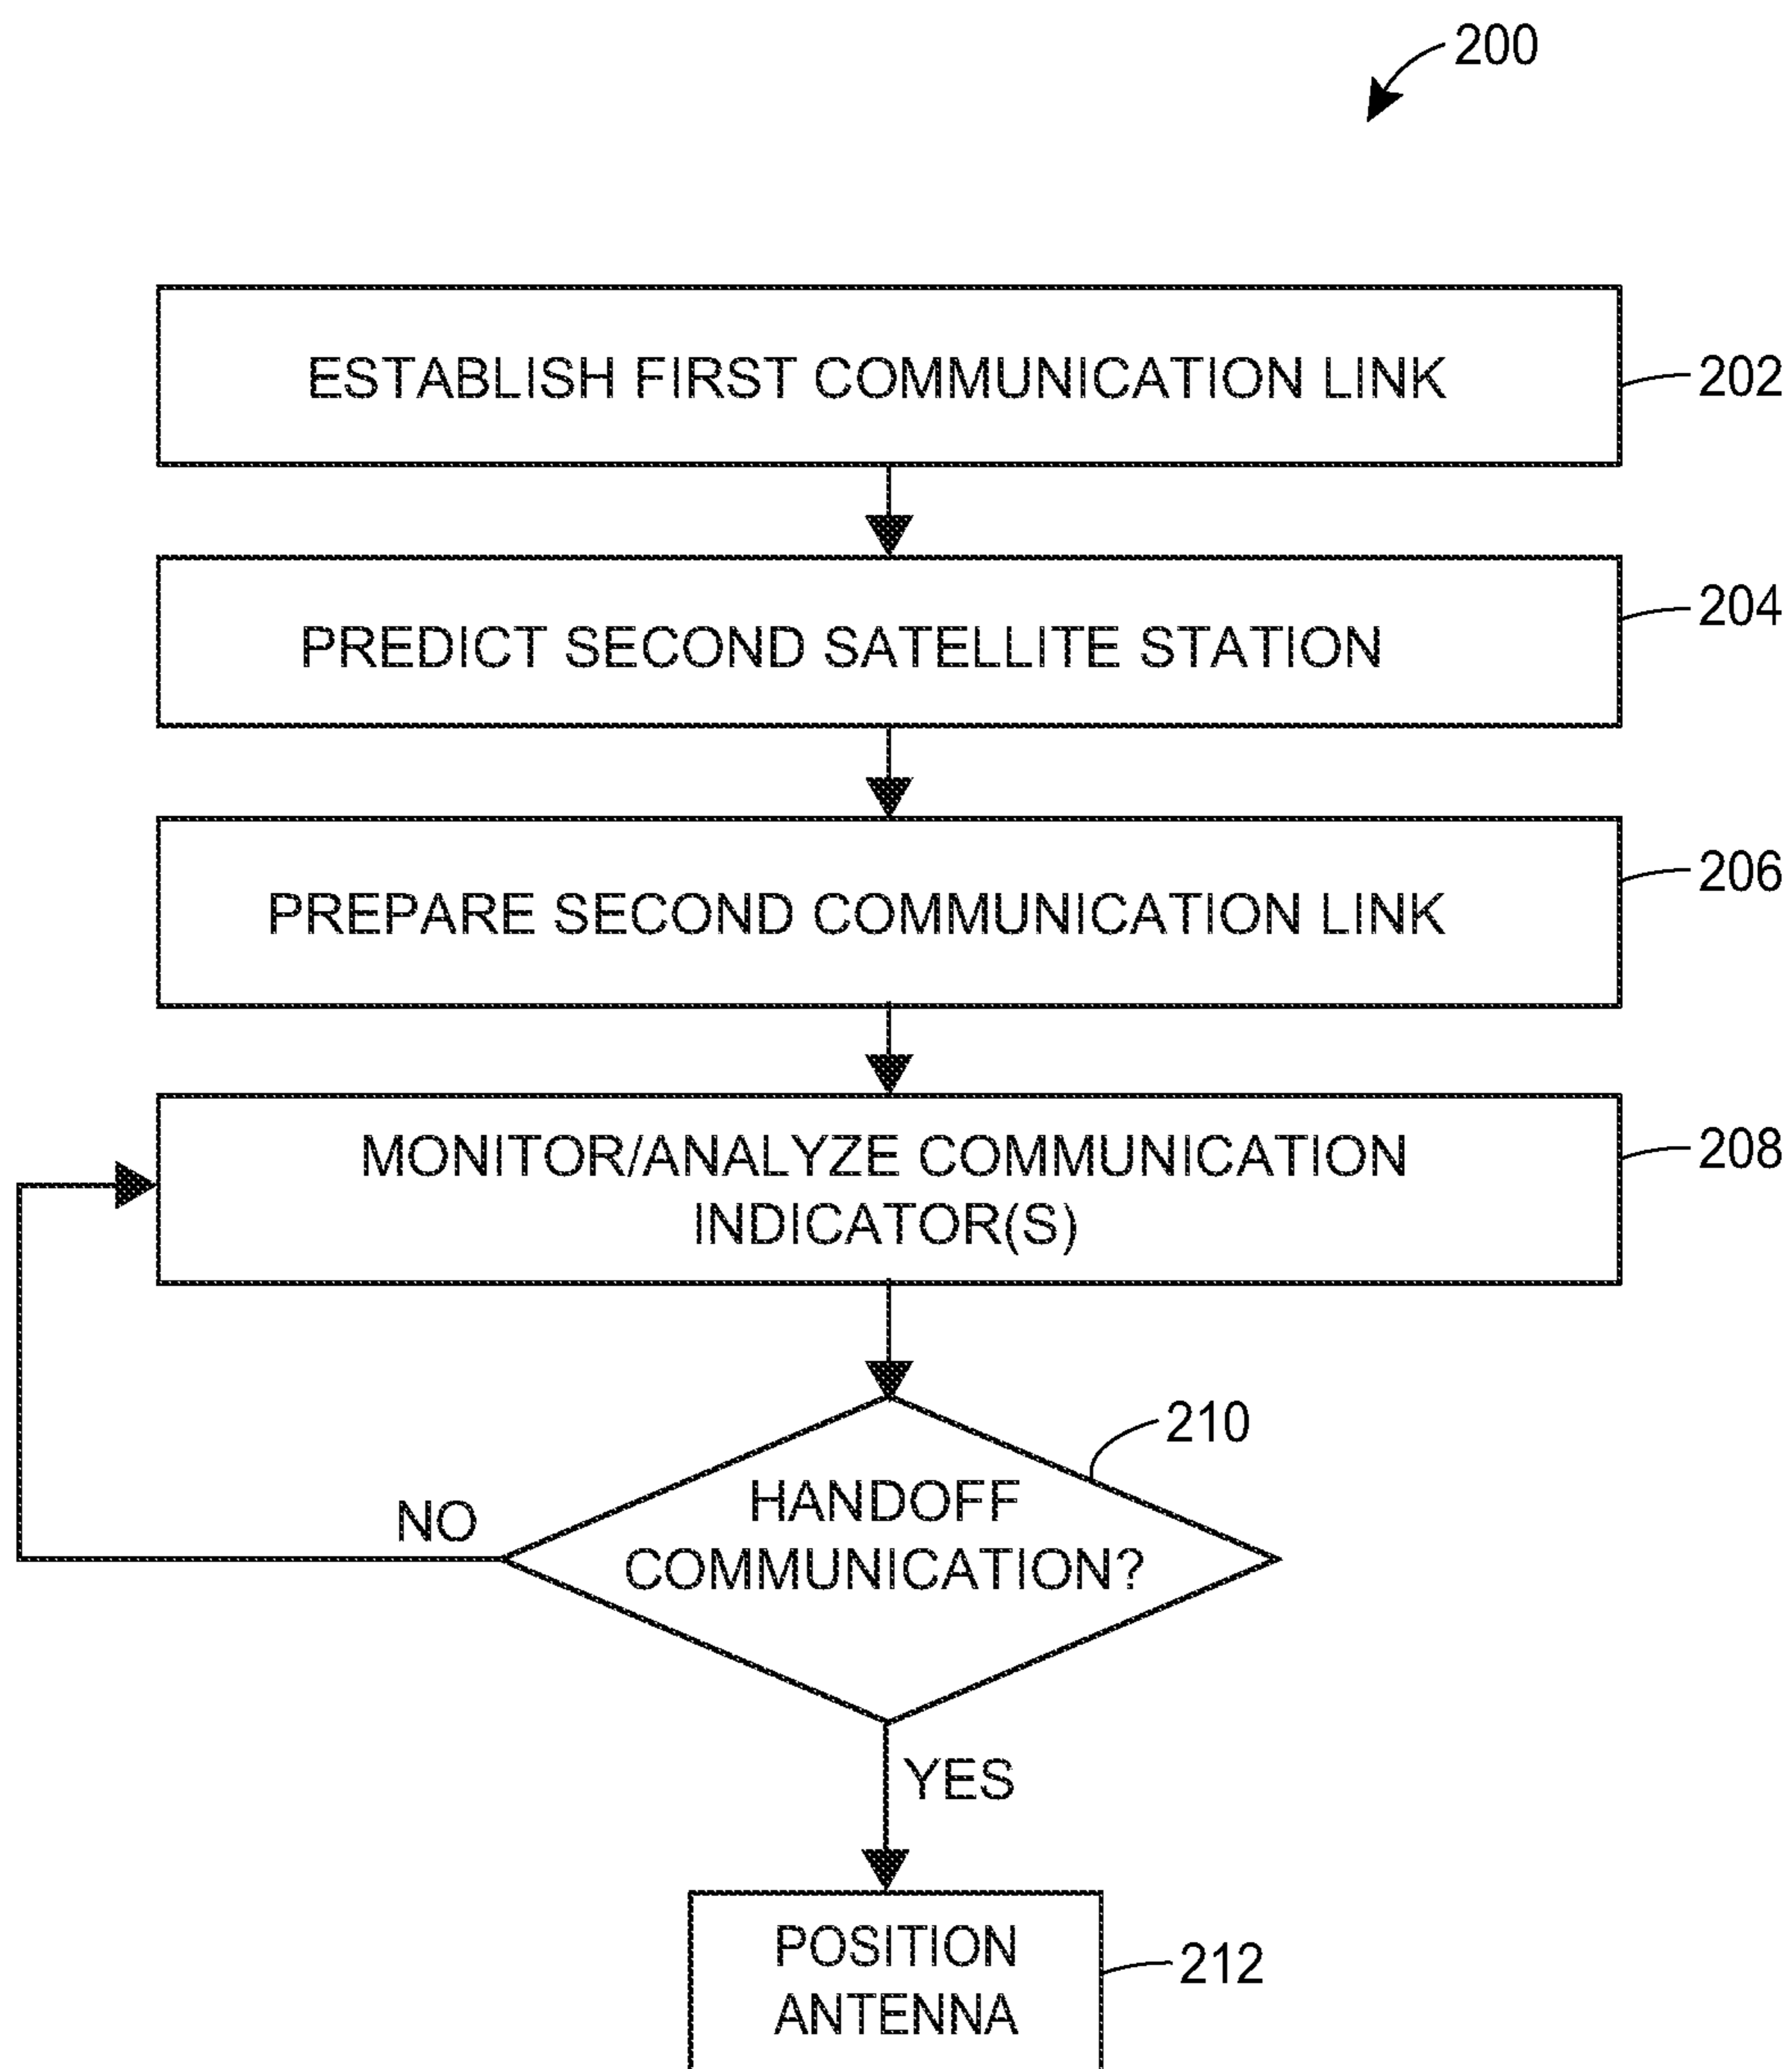 200
ESTABLISH FIRST COMMUNICATION LINK
202
PREDICT SECOND SATELLITE STATION
204
PREPARE SECOND COMMUNICATION LINK
206
MONITOR/ANALYZE COMMUNICATION
INDICATOR(S)
208
210
HANDOFF
COMMUNICATION?
NO
YES
POSITION
ANTENNA
212